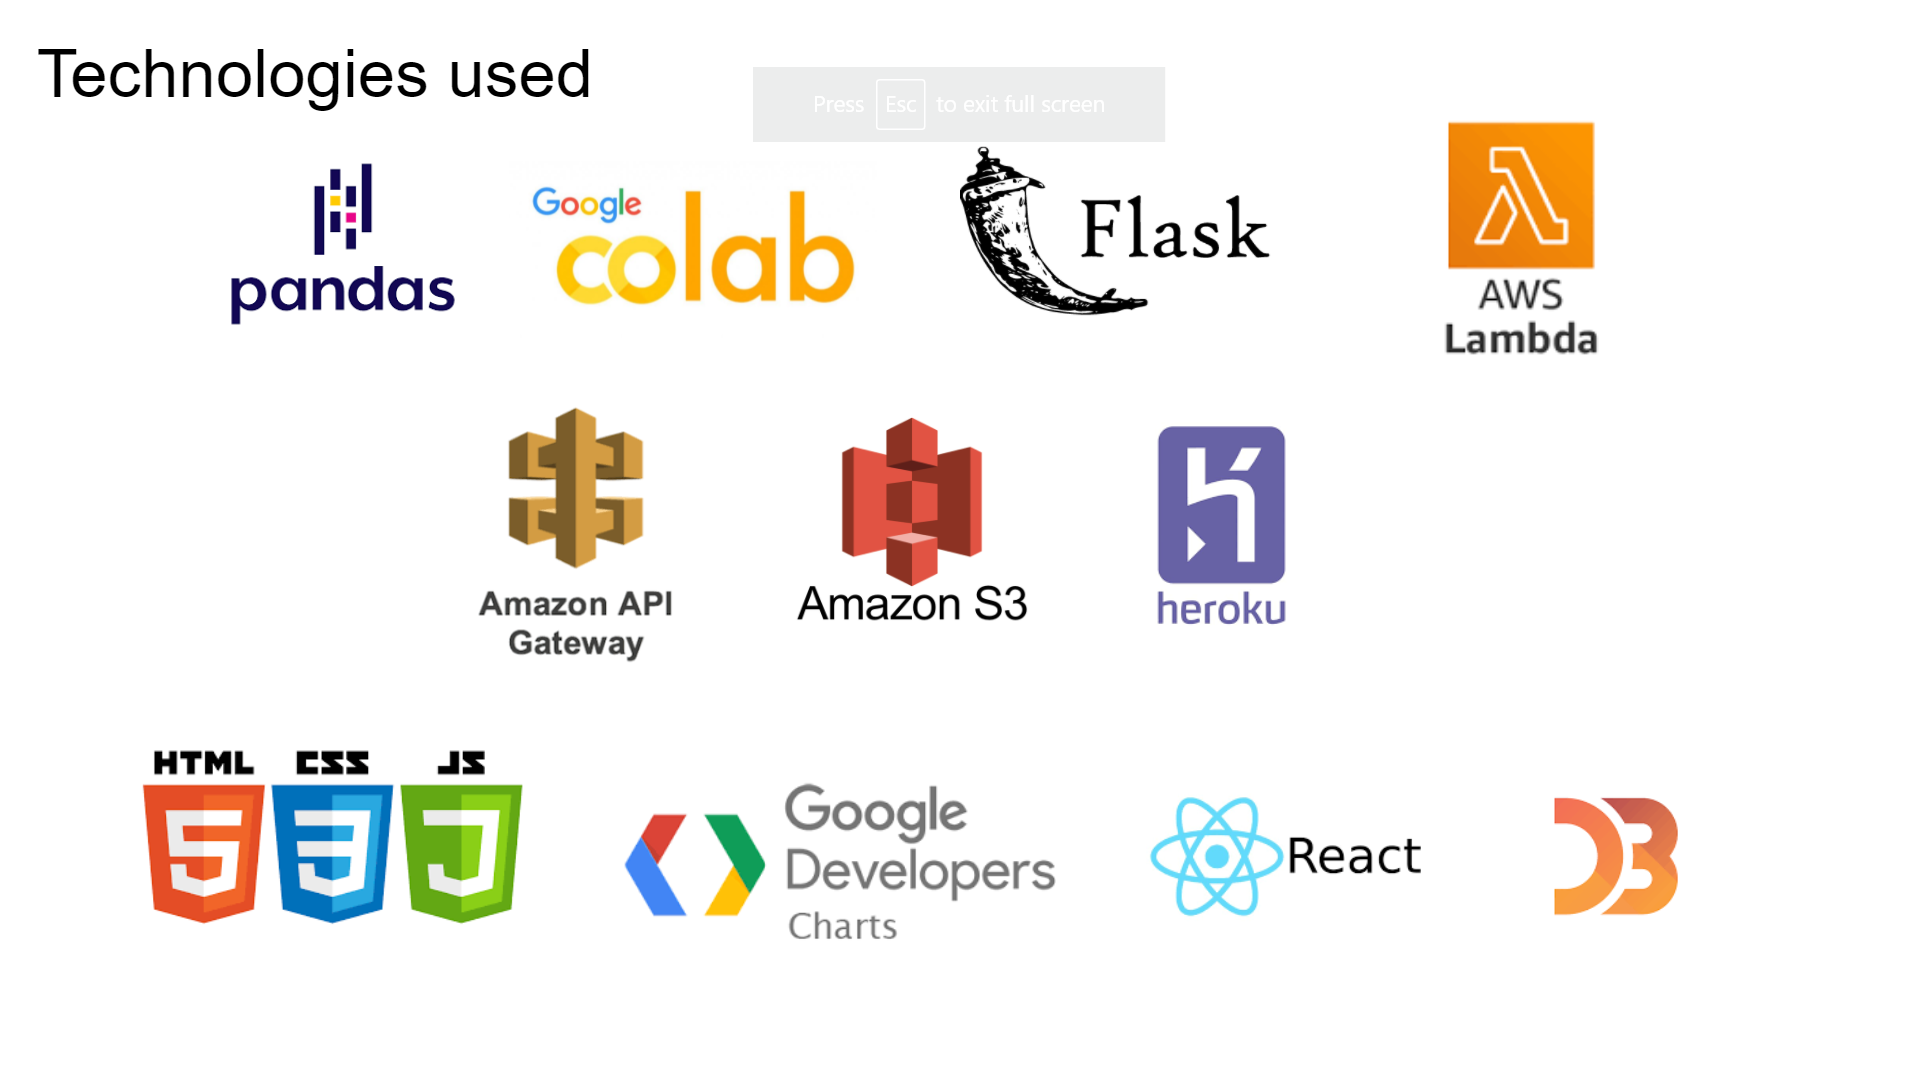 Technologies used
Press Esc to exit full screen
pandas
Google
colab
Flask
AWS
Lambda
Amazon API
Gateway
Amazon S3
heroku
HTML CSS JS
5 3 J
Google
Developers
Charts
React
D3